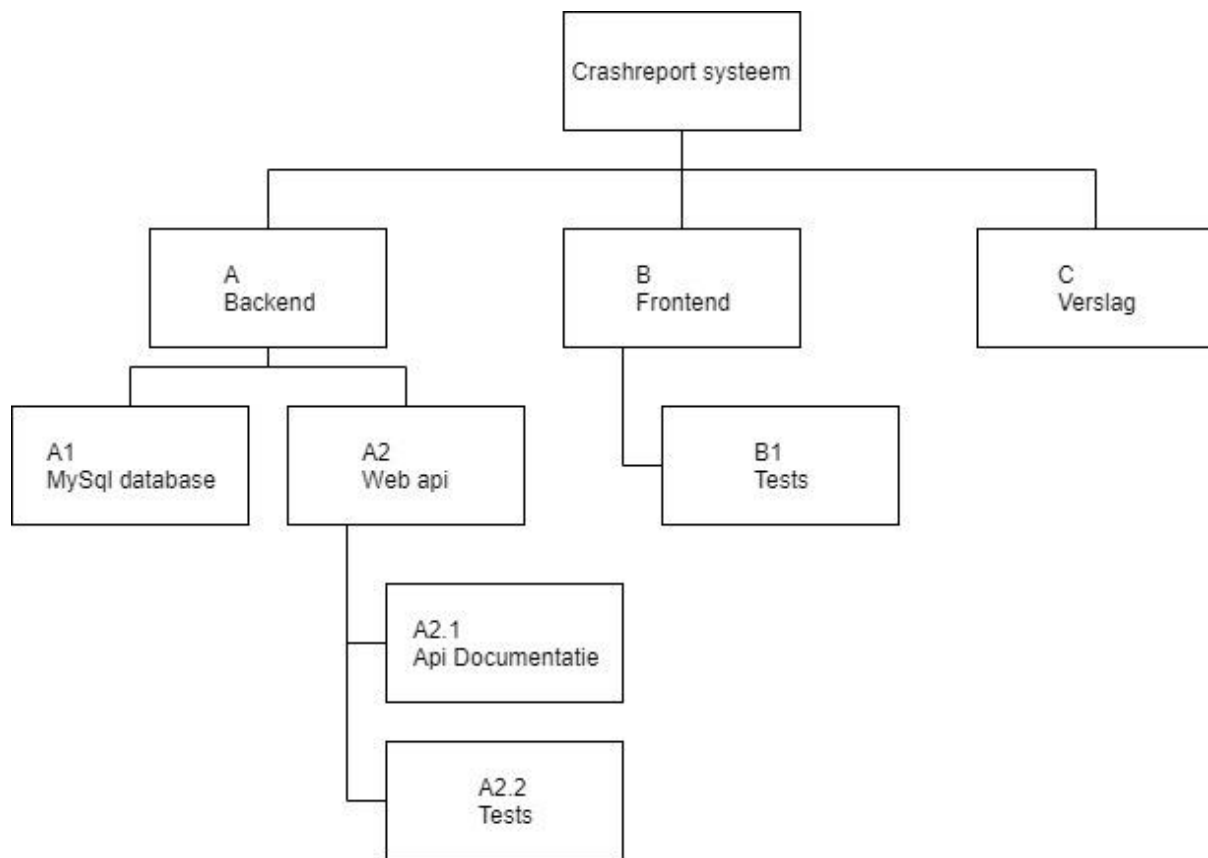 Crashreport systeem
A
Backend
B
Frontend
C
Verslag
A1
MySql database
A2
Web api
B1
Tests
A2.1
Api Documentatie
A2.2
Tests